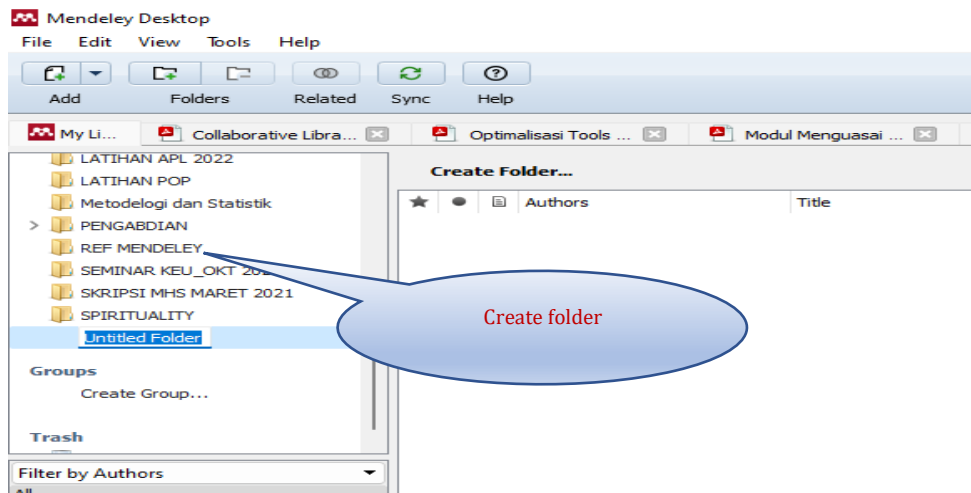 Mendeley Desktop
File Edit View Tools Help
Add Folders Related Sync Help
My Li... Collaborative Libra... Optimalisasi Tools ... Modul Menguasai ...
LATIHAN APL 2022
LATIHAN POP
Metodelogi dan Statistik
PENGABDIAN
REF MENDELEY
SEMINAR KEU_OKT
SKRIPSI MHS MARET 2021
SPIRITUALITY
Untitled Folder
Groups
Create Group...
Trash
Filter by Authors
All
Create Folder...
Authors Title
Create folder